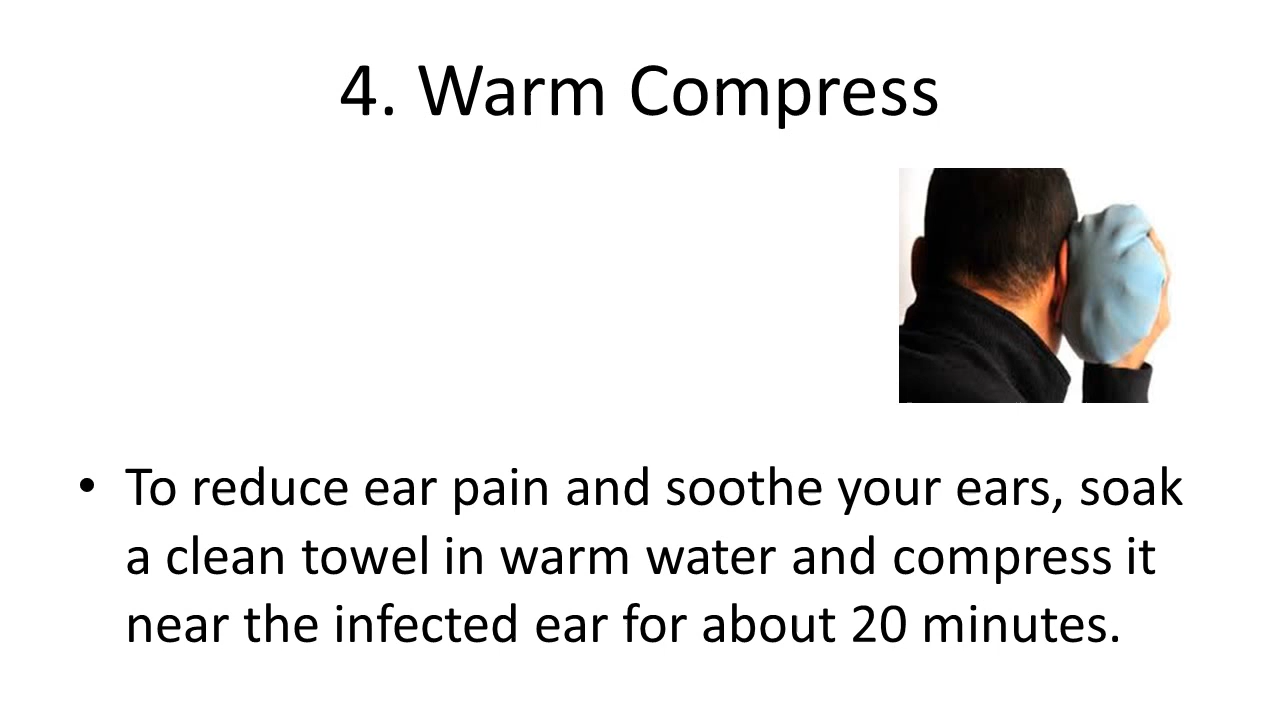 4. Warm Compress
• To reduce ear pain and soothe your ears, soak
a clean towel in warm water and compress it
near the infected ear for about 20 minutes.